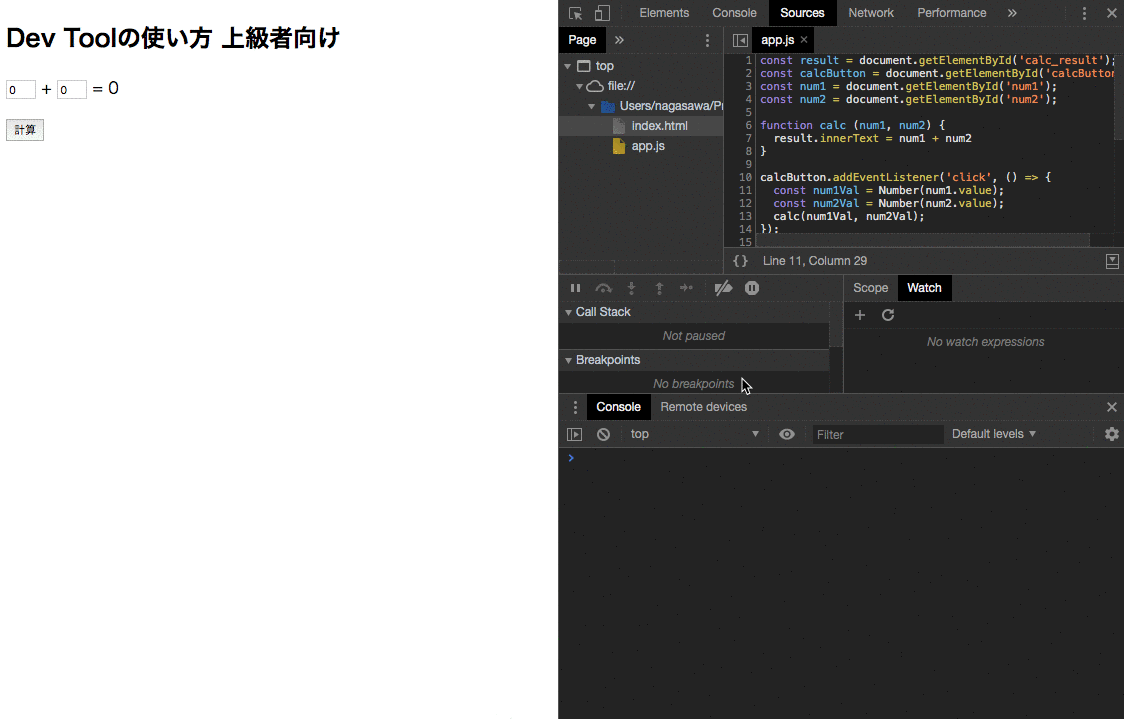 Dev Toolの使い方 上級者向け
0 + 0 = 0
計算
Elements Console Sources Network Performance »
Page »
app.js ×
top
file://
Users/nagasawa/Pr
index.html
app.js
1 const result = document.getElementById('calc_result');
2 const calcButton = document.getElementById('calcButton
3 const num1 = document.getElementById('num1');
4 const num2 = document.getElementById('num2');
5
6 function calc (num1, num2) {
7 result.innerText = num1 + num2
8 }
9
10 calcButton.addEventListener('click', () => {
11 const num1Val = Number(num1.value);
12 const num2Val = Number(num2.value);
13 calc(num1Val, num2Val);
14 });
15
{} Line 11, Column 29
Scope Watch
Call Stack
Not paused
Breakpoints
No breakpoints
No watch expressions
Console Remote devices
top Filter Default levels